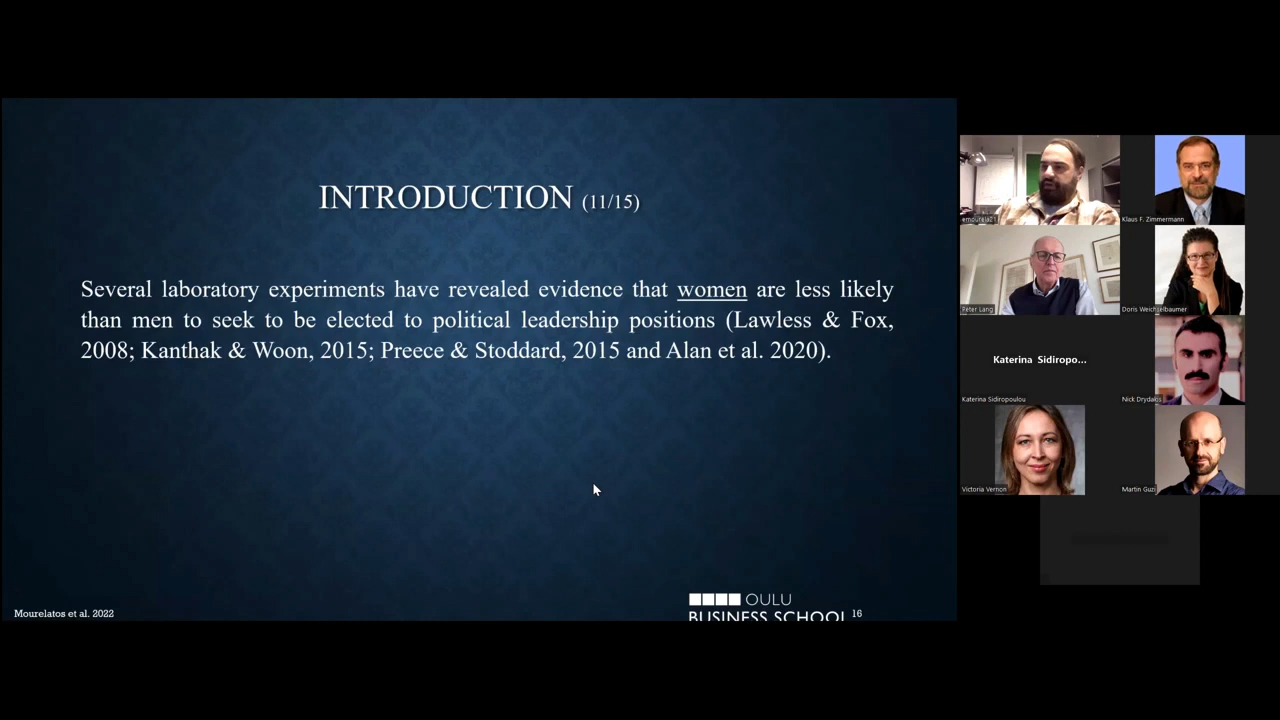 INTRODUCTION (11/15)
Several laboratory experiments have revealed evidence that women are less likely
than men to seek to be elected to political leadership positions (Lawless & Fox,
2008; Kanthak & Woon, 2015; Preece & Stoddard, 2015 and Alan et al. 2020).
Mourelatos et al. 2022
OULU
BUSINESS SCHOOL
16
emourela21
Klaus F. Zimmermann
Peter Lang
Doris Weichselbaumer
Katerina Sidiropo...
Katerina Sidiropoulou
Nick Drydakis
Victoria Vernon
Martin Guzi